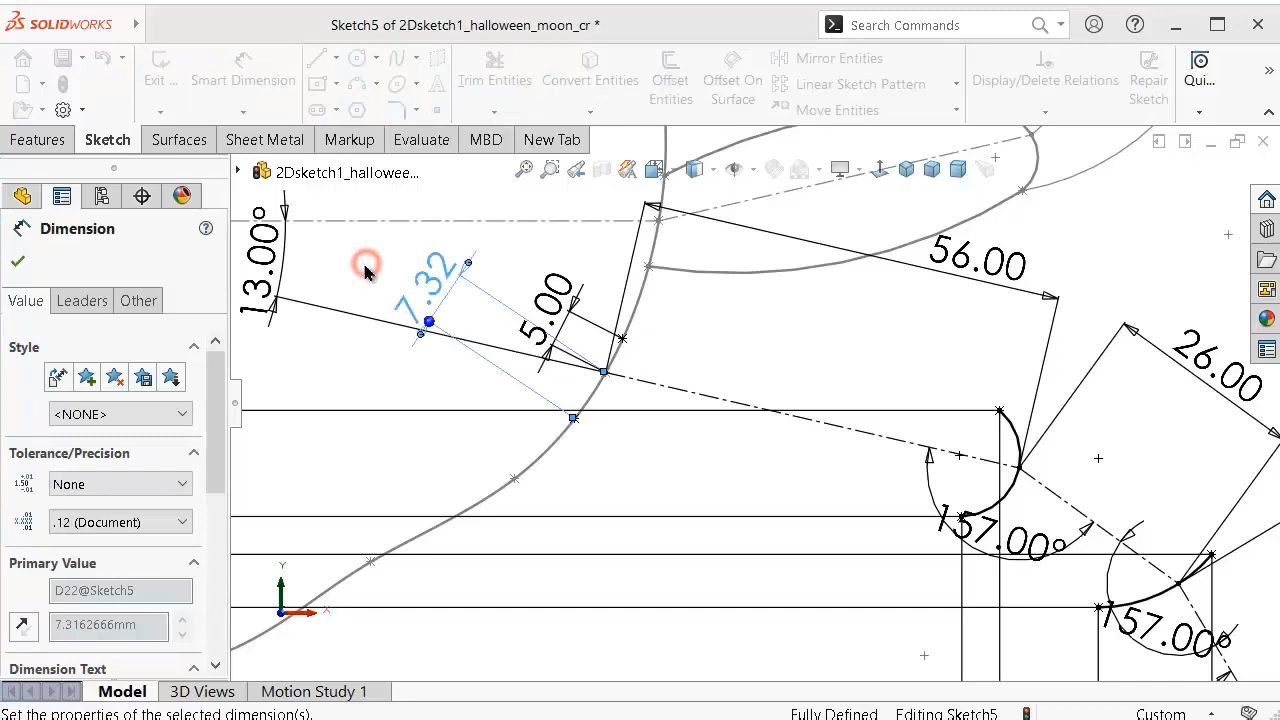 SOLIDWORKS
Sketch5 of 2Dsketch1_halloween_moon_cr *
Search Commands
Exit ...
Smart Dimension
Trim Entities
Convert Entities
Offset
Entities
Offset On
Surface
Mirror Entities
Linear Sketch Pattern
Move Entities
Display/Delete Relations
Repair
Sketch
Qui...
Features
Sketch
Surfaces
Sheet Metal
Markup
Evaluate
MBD
New Tab
2Dsketch1_hallowee...
Dimension
Value
Leaders
Other
Style
<NONE>
Tolerance/Precision
None
.12 (Document)
Primary Value
D22@Sketch5
7.3162666mm
Dimension Text
13.00°
7.32
5.00
56.00
26.00
157.00°
157.00°
Y
X
Model
3D Views
Motion Study 1
Set the properties of the selected dimension(s).
Fully Defined
Editing Sketch5
Custom